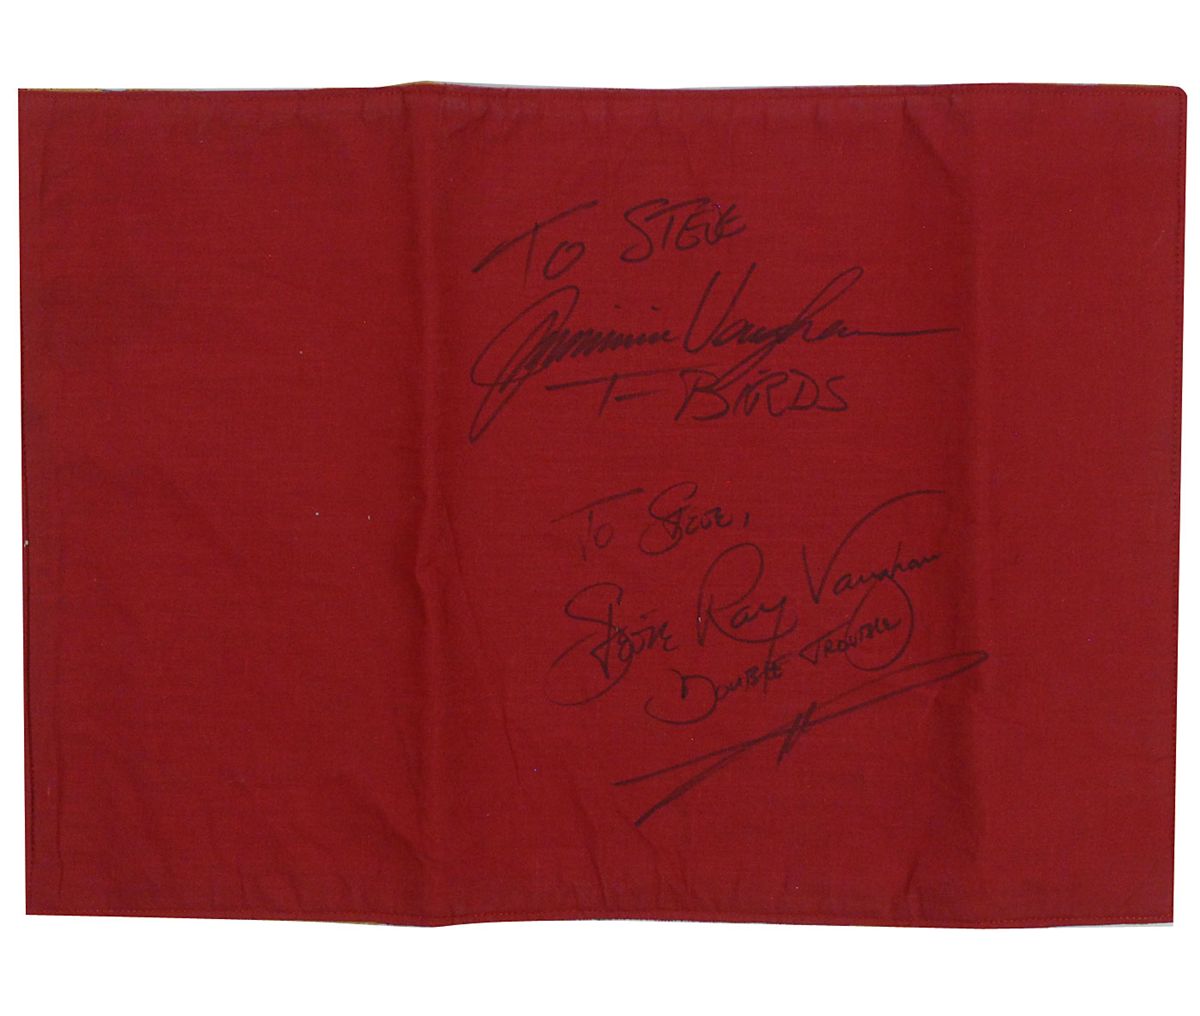 TO STEVE
Jimmie Vaughan
T-BIRDS
TO STEVE,
STEVIE Ray Vaughan
DOUBLE TROUBLE